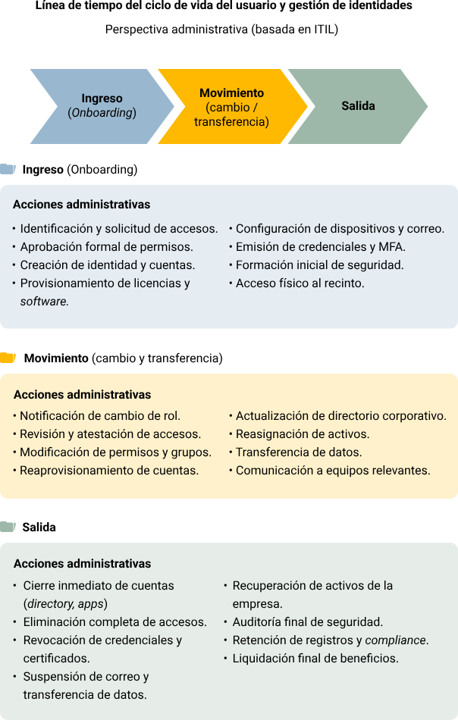 Línea de tiempo del ciclo de vida del usuario y gestión de identidades
Perspectiva administrativa (basada en ITIL)
Ingreso
(Onboarding)
Movimiento
(cambio /
transferencia)
Salida
Ingreso (Onboarding)
Acciones administrativas
• Identificación y solicitud de accesos.
• Aprobación formal de permisos.
• Creación de identidad y cuentas.
• Provisionamiento de licencias y
software.
• Configuración de dispositivos y correo.
• Emisión de credenciales y MFA.
• Formación inicial de seguridad.
• Acceso físico al recinto.
Movimiento (cambio y transferencia)
Acciones administrativas
• Notificación de cambio de rol.
• Revisión y atestación de accesos.
• Modificación de permisos y grupos.
• Reaprovisionamiento de cuentas.
• Actualización de directorio corporativo.
• Reasignación de activos.
• Transferencia de datos.
• Comunicación a equipos relevantes.
Salida
Acciones administrativas
• Cierre inmediato de cuentas
(directory, apps)
• Eliminación completa de accesos.
• Revocación de credenciales y
certificados.
• Suspensión de correo y
transferencia de datos.
• Recuperación de activos de la
empresa.
• Auditoría final de seguridad.
• Retención de registros y compliance.
• Liquidación final de beneficios.